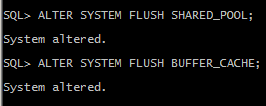 SQL> ALTER SYSTEM FLUSH SHARED_POOL;
System altered.
SQL> ALTER SYSTEM FLUSH BUFFER_CACHE;
System altered.